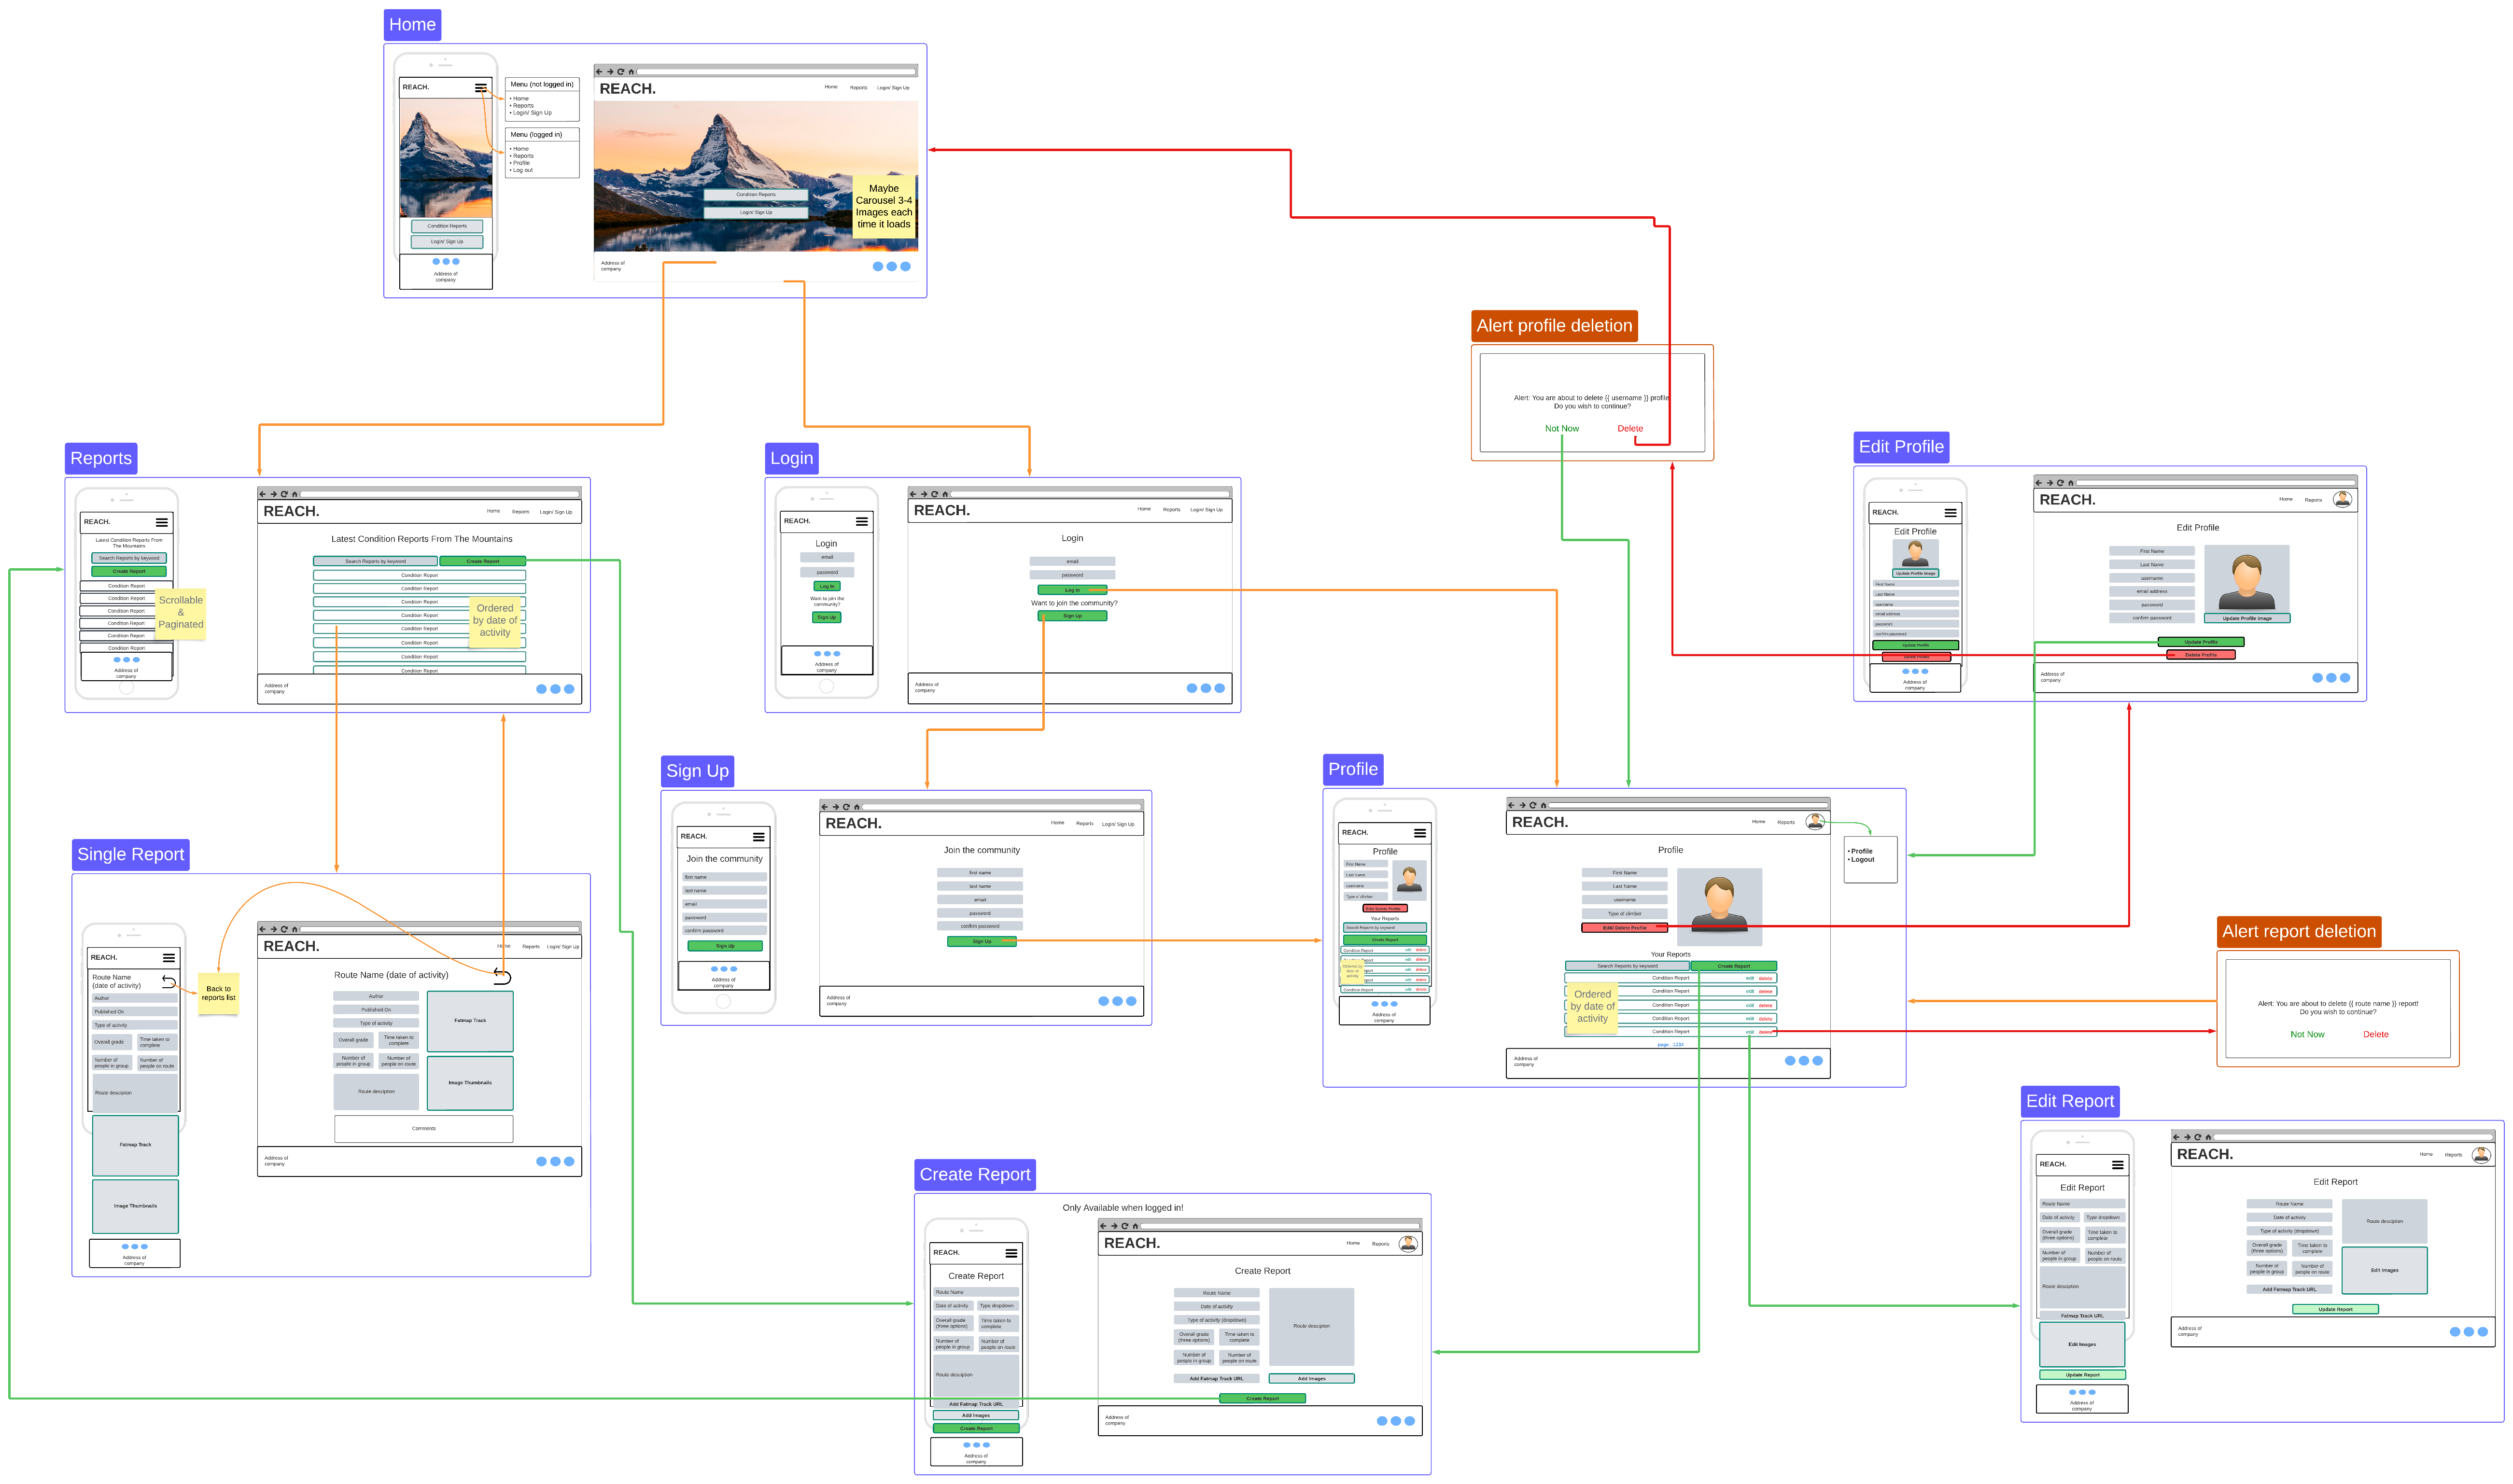 Home
REACH.
Menu (not logged in)
• Home
• Reports
• Login/ Sign Up
Menu (logged in)
• Home
• Reports
• Profile
• Log out
Condition Reports
Login/ Sign Up
Address of
company
REACH.
Home
Reports
Login/ Sign Up
Condition Reports
Login/ Sign Up
Maybe
Carousel 3-4
Images each
time it loads
Address of
company
Alert profile deletion
Alert: You are about to delete {{ username }} profile
Do you wish to continue?
Not Now
Delete
Reports
REACH.
Latest Condition Reports From
The Mountains
Search Reports by keyword
Create Report
Condition Report
Condition Report
Condition Report
Condition Report
Condition Report
Condition Report
Scrollable
&
Paginated
Address of
company
REACH.
Home
Reports
Login/ Sign Up
Latest Condition Reports From The Mountains
Search Reports by keyword
Create Report
Condition Report
Condition Report
Condition Report
Condition Report
Condition Report
Condition Report
Condition Report
Condition Report
Ordered
by date of
activity
Address of
company
Login
REACH.
Login
email
password
Log In
Want to join the
community?
Sign Up
Address of
company
REACH.
Home
Reports
Login/ Sign Up
Login
email
password
Log in
Want to join the community?
Sign Up
Address of
company
Edit Profile
REACH.
Edit Profile
Update Profile Image
First Name
Last Name
username
email address
password
confirm password
Update Profile
Delete Profile
Address of
company
REACH.
Home
Reports
Edit Profile
First Name
Last Name
username
email address
password
confirm password
Update Profile Image
Update Profile
Delete Profile
Address of
company
Sign Up
REACH.
Join the community
first name
last name
email
password
confirm password
Sign Up
Address of
company
REACH.
Home
Reports
Login/ Sign Up
Join the community
first name
last name
email
password
confirm password
Sign Up
Address of
company
Profile
REACH.
Profile
First Name
Last Name
username
Type of climber
Edit/ Delete Profile
Your Reports
Search Reports by keyword
Create Report
Condition Report edit delete
edit delete
edit delete
edit delete
edit delete
Condition Report edit delete
Ordered by
date of
activity
Address of
company
REACH.
Home
Reports
• Profile
• Logout
Profile
First Name
Last Name
username
Type of climber
Edit/ Delete Profile
Your Reports
Search Reports by keyword
Create Report
Condition Report edit delete
Condition Report edit delete
Condition Report edit delete
Condition Report edit delete
Condition Report edit delete
Ordered
by date of
activity
page.. 1234
Address of
company
Single Report
REACH.
Route Name
(date of activity)
Author
Published On
Type of activity
Overall grade
Time taken to
complete
Number of
people in group
Number of
people on route
Route desciption
Fatmap Track
Image Thumbnails
Address of
company
Back to
reports list
REACH.
Home
Reports
Login/ Sign Up
Route Name (date of activity)
Author
Published On
Type of activity
Overall grade
Time taken to
complete
Number of
people in group
Number of
people on route
Route desciption
Fatmap Track
Image Thumbnails
Comments
Address of
company
Alert report deletion
Alert: You are about to delete {{ route name }} report!
Do you wish to continue?
Not Now
Delete
Create Report
Only Available when logged in!
REACH.
Create Report
Route Name
Date of activity
Type dropdown
Overall grade
(three options)
Time taken to
complete
Number of
people in group
Number of
people on route
Route desciption
Add Fatmap Track URL
Add Images
Create Report
Address of
company
REACH.
Home
Reports
Create Report
Route Name
Date of activity
Type of activity (dropdown)
Overall grade
(three options)
Time taken to
complete
Number of
people in group
Number of
people on route
Route desciption
Add Fatmap Track URL
Add Images
Create Report
Address of
company
Edit Report
REACH.
Edit Report
Route Name
Date of activity
Type dropdown
Overall grade
(three options)
Time taken to
complete
Number of
people in group
Number of
people on route
Route desciption
Fatmap Track URL
Edit Images
Update Report
Address of
company
REACH.
Home
Reports
Edit Report
Route Name
Date of activity
Type of activity (dropdown)
Overall grade
(three options)
Time taken to
complete
Number of
people in group
Number of
people on route
Route desciption
Edit Images
Add Fatmap Track URL
Update Report
Address of
company